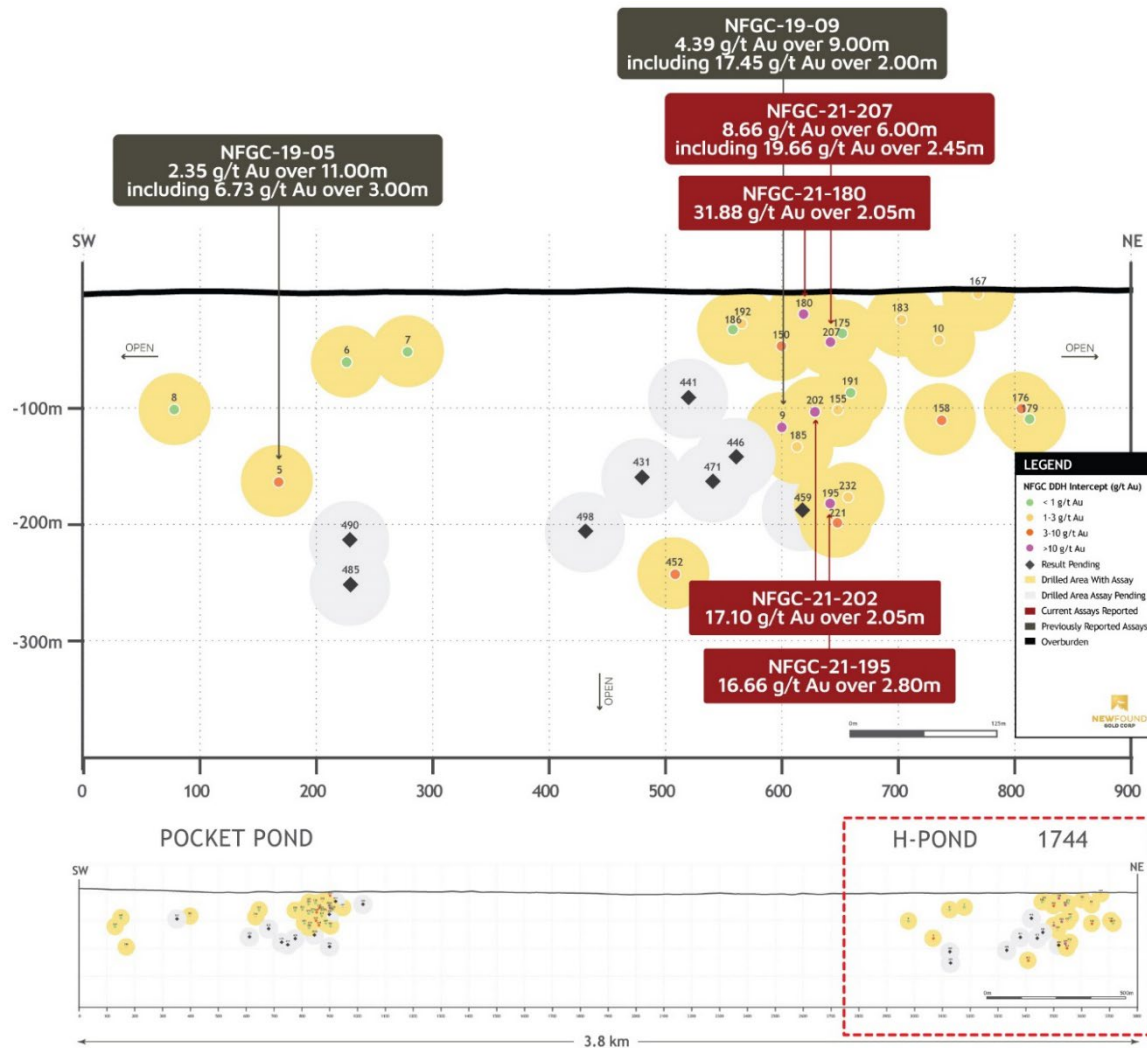 NFGC-19-09
4.39 g/t Au over 9.00m
including 17.45 g/t Au over 2.00m
NFGC-21-207
8.66 g/t Au over 6.00m
including 19.66 g/t Au over 2.45m
NFGC-19-05
2.35 g/t Au over 11.00m
including 6.73 g/t Au over 3.00m
NFGC-21-180
31.88 g/t Au over 2.05m
SW
NE
167
180
183
192
186
175
10
150
207
7
6
OPEN
OPEN
441
191
8
-100m
202
155
176
179
9
158
185
446
431
471
5
232
459
195
498
-200m
221
490
452
485
NFGC-21-202
17.10 g/t Au over 2.05m
-300m
NFGC-21-195
16.66 g/t Au over 2.80m
OPEN
LEGEND
NFGC DDH Intercept (g/t Au)
< 1 g/t Au
1-3 g/t Au
3-10 g/t Au
>10 g/t Au
Result Pending
Drilled Area With Assay
Drilled Area Assay Pending
Current Assays Reported
Previously Reported Assays
Overburden
NEWFOUND
GOLD CORP
0m 125m
0 100 200 300 400 500 600 700 800 900
POCKET POND H-POND 1744
SW NE
0m 500m
3.8 km